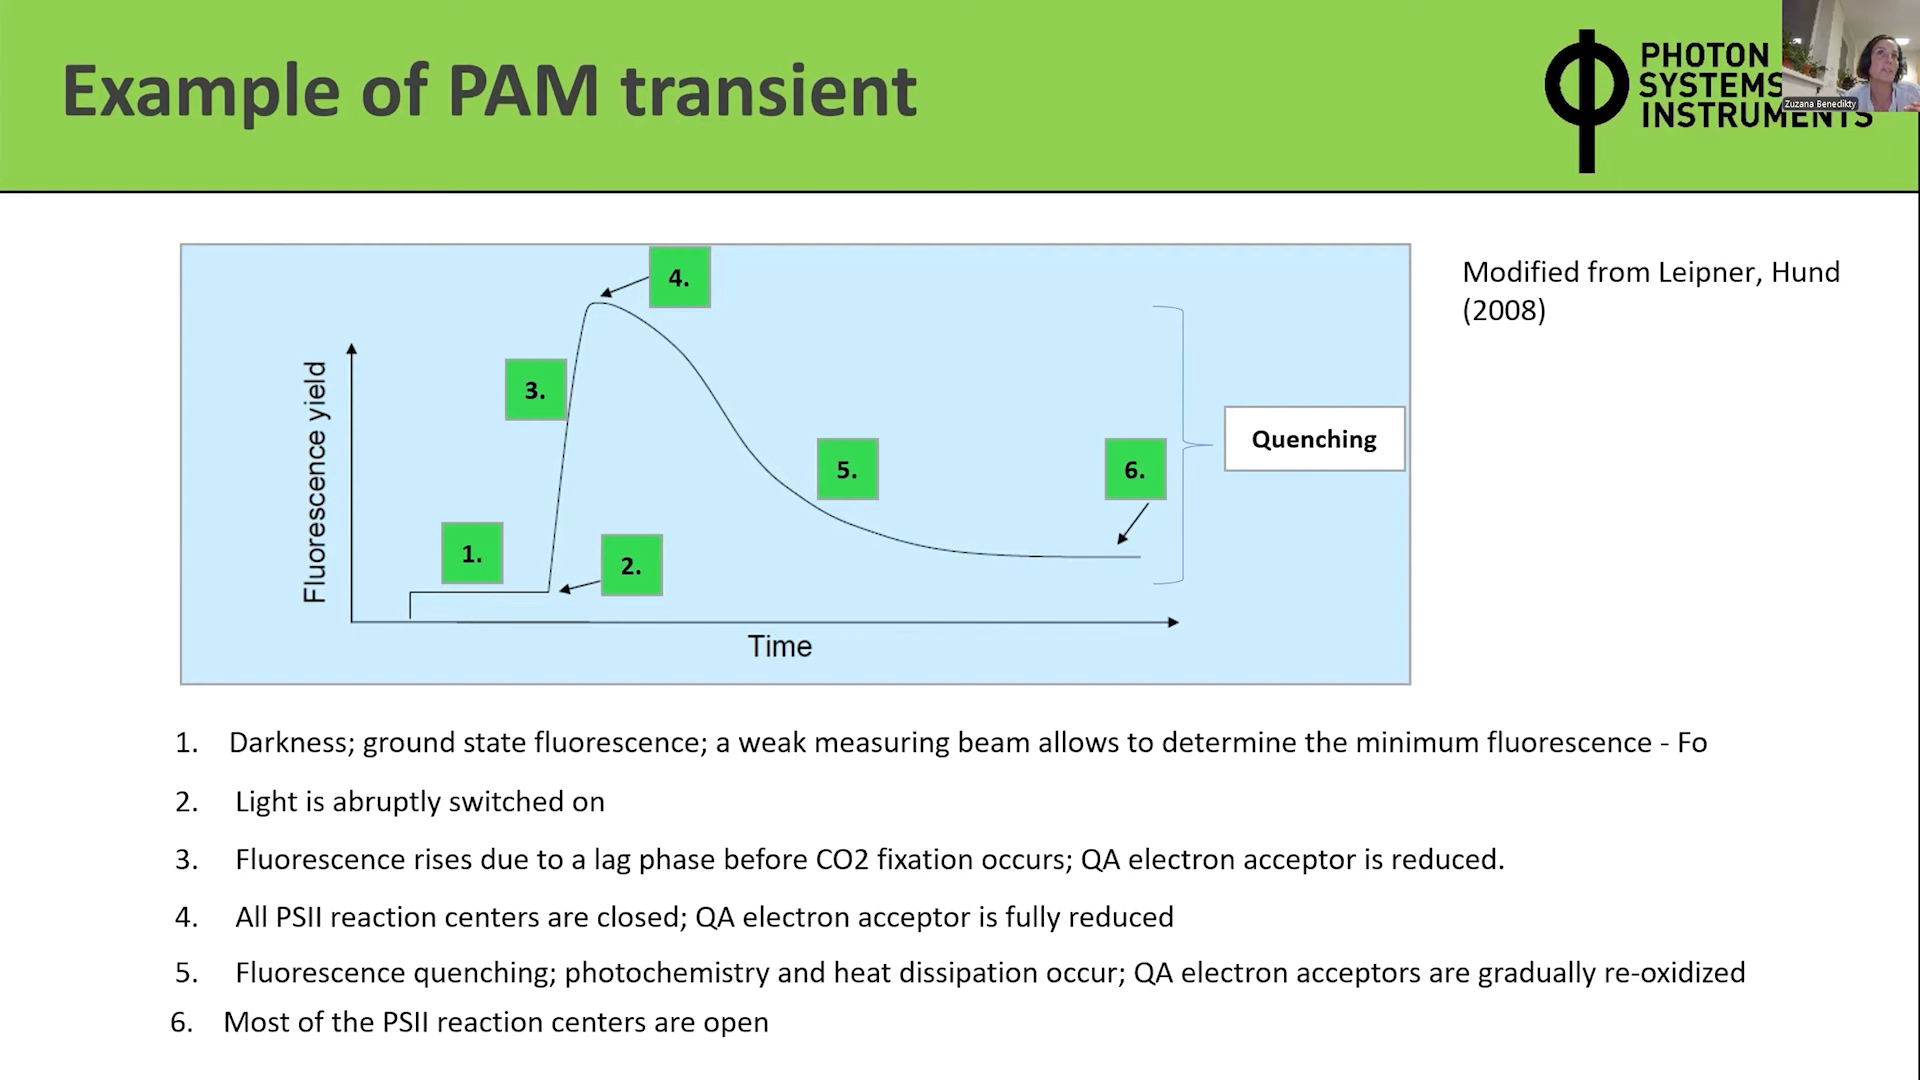 Example of PAM transient
PHOTON
SYSTEMS
INSTRUMENTS
Zuzana Benedikty
4.
3.
5.
6.
1.
2.
Quenching
Fluorescence yield
Time
Modified from Leipner, Hund
(2008)
1. Darkness; ground state fluorescence; a weak measuring beam allows to determine the minimum fluorescence - Fo
2. Light is abruptly switched on
3. Fluorescence rises due to a lag phase before CO2 fixation occurs; QA electron acceptor is reduced.
4. All PSII reaction centers are closed; QA electron acceptor is fully reduced
5. Fluorescence quenching; photochemistry and heat dissipation occur; QA electron acceptors are gradually re-oxidized
6. Most of the PSII reaction centers are open